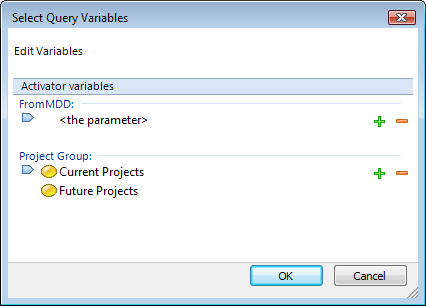 Select Query Variables
Edit Variables
Activator variables
FromMDD:
<the parameter>
Project Group:
Current Projects
Future Projects
OK Cancel